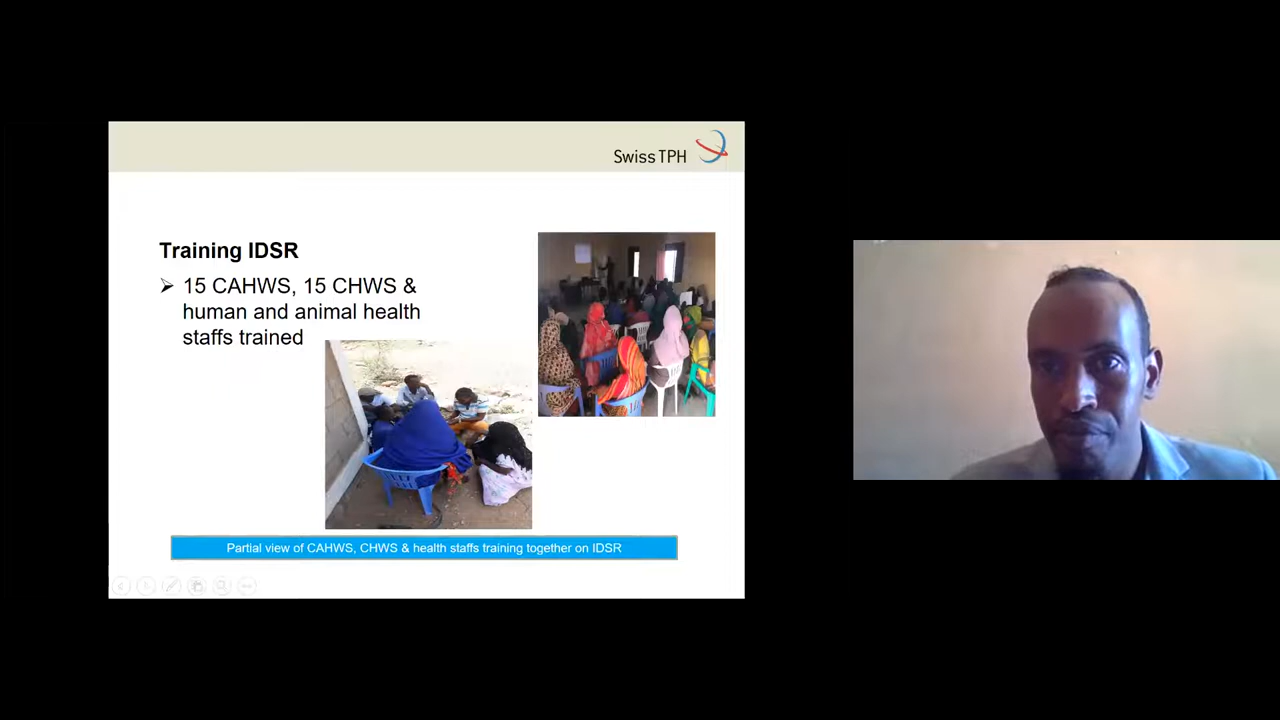 Swiss TPH
Training IDSR
➢ 15 CAHWS, 15 CHWS &
human and animal health
staffs trained
Partial view of CAHWS, CHWS & health staffs training together on IDSR